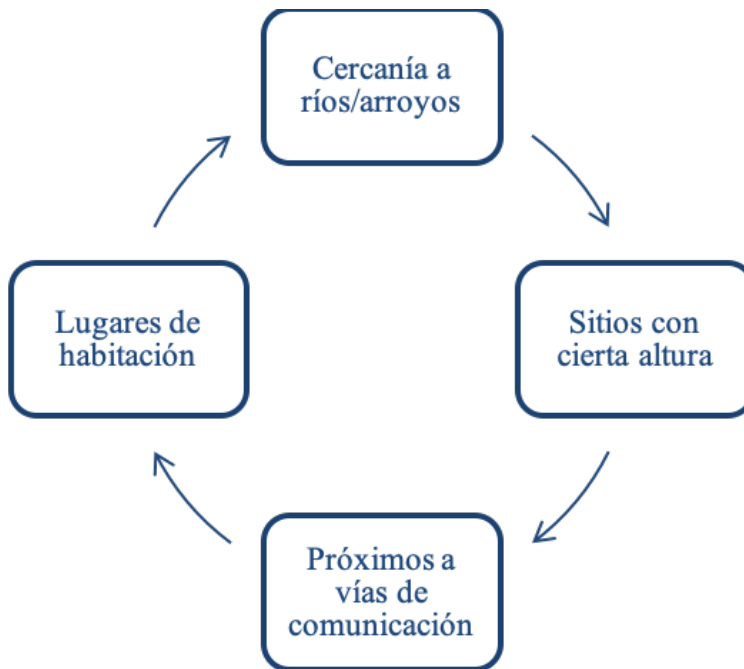 Cercanía a
ríos/arroyos
Sitios con
cierta altura
Próximos a
vías de
comunicación
Lugares de
habitación